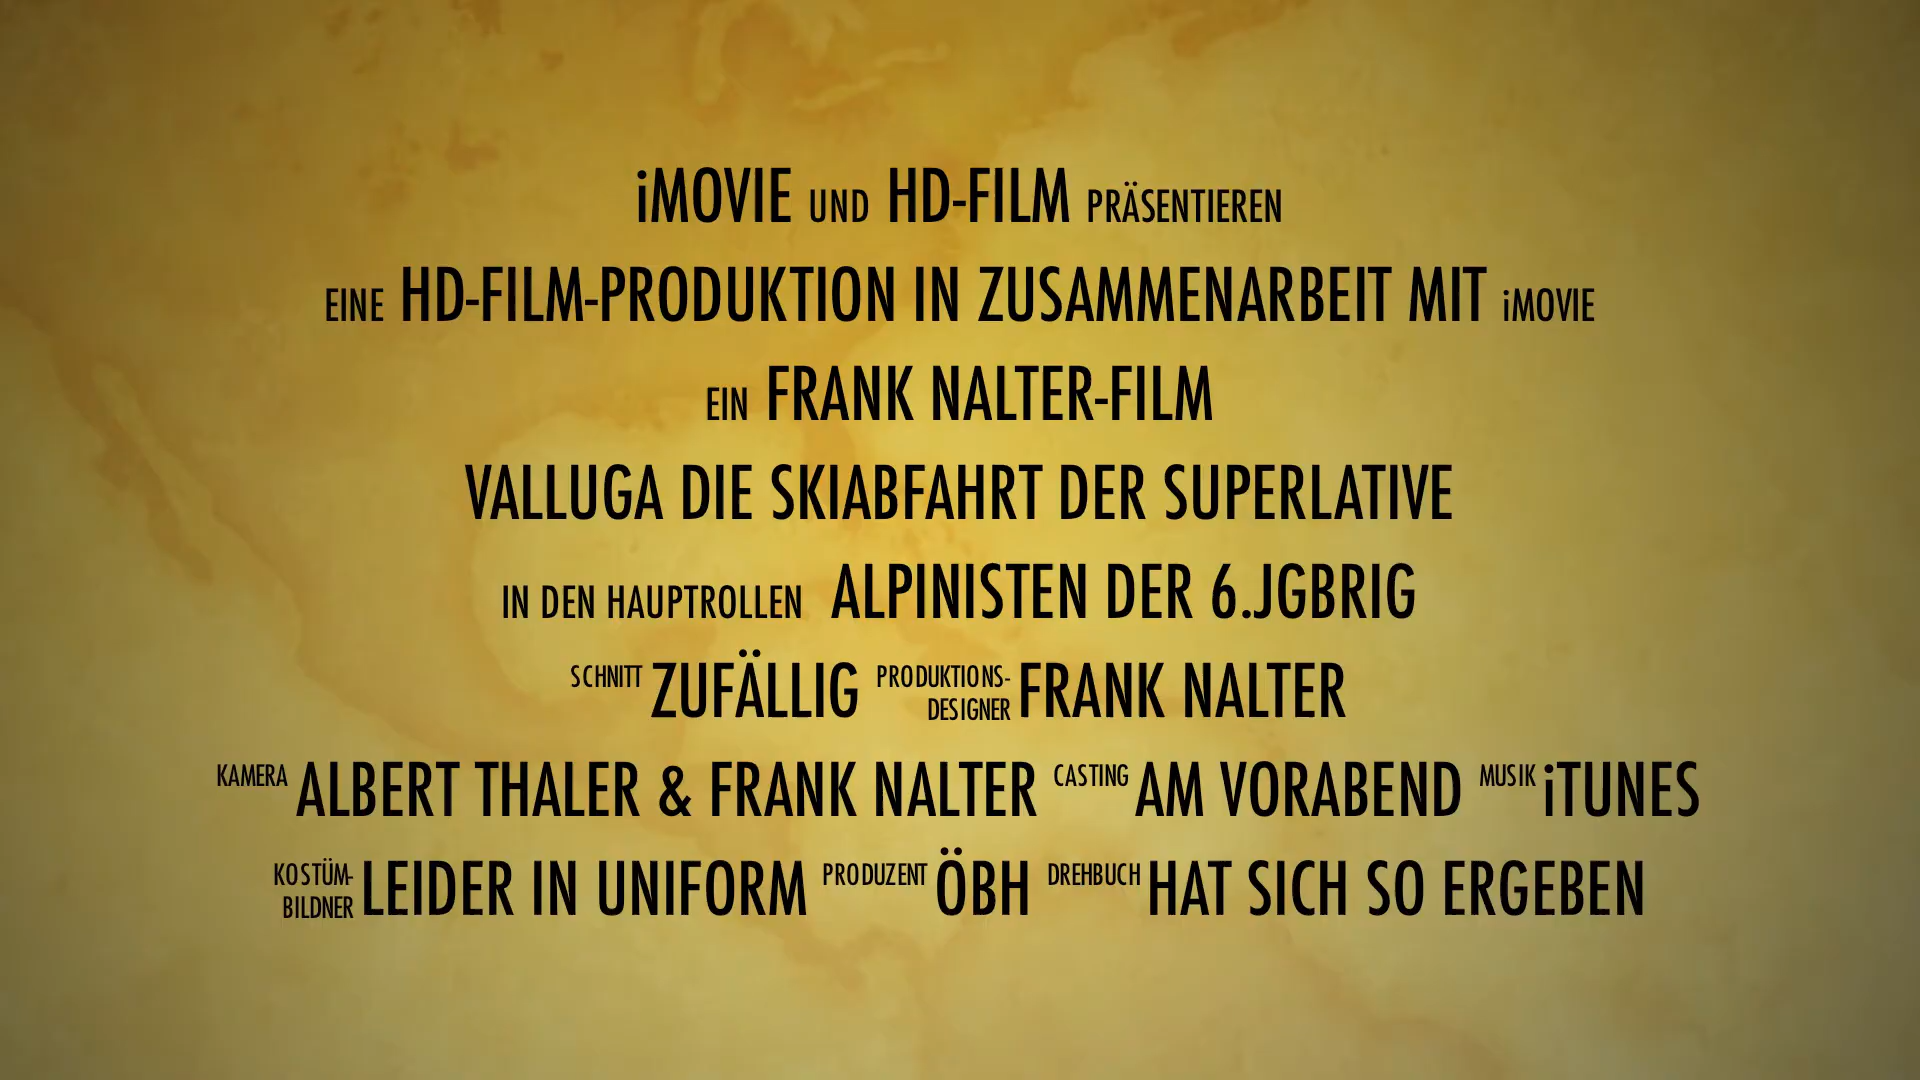 iMOVIE UND HD-FILM PRÄSENTIEREN
EINE HD-FILM-PRODUKTION IN ZUSAMMENARBEIT MIT iMOVIE
EIN FRANK NALTER-FILM
VALLUGA DIE SKIABFAHRT DER SUPERLATIVE
IN DEN HAUPTROLLEN ALPINISTEN DER 6.JGBRIG
SCHNITT ZUFÄLLIG PRODUKTIONS-DESIGNER FRANK NALTER
KAMERA ALBERT THALER & FRANK NALTER CASTING AM VORABEND MUSIK iTUNES
KOSTÜM-BILDNER LEIDER IN UNIFORM PRODUZENT ÖBH DREHBUCH HAT SICH SO ERGEBEN